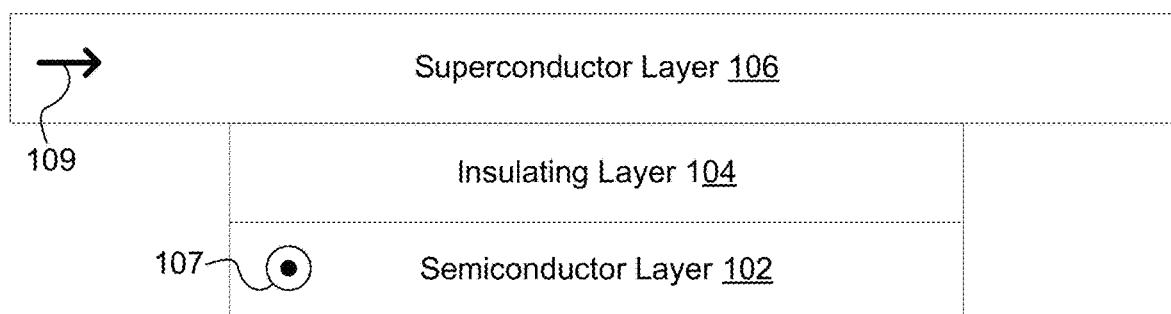 Superconductor Layer 106
109
Insulating Layer 104
107
Semiconductor Layer 102